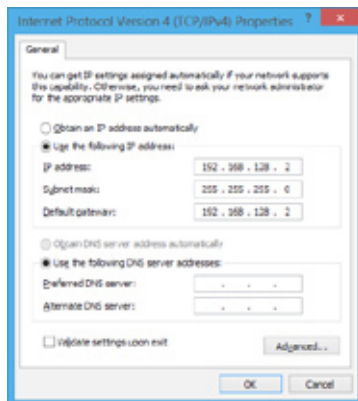 Internet Protocol Version 4 (TCP/IPv4) Properties ? ×
General
You can get IP settings assigned automatically if your network supports
this capability. Otherwise, you need to ask your network administrator
for the appropriate IP settings.
Obtain an IP address automatically
Use the following IP address:
IP address: 192 . 168 . 128 . 2
Subnet mask: 255 . 255 . 255 . 0
Default gateway: 192 . 168 . 128 . 2
Obtain DNS server address automatically
Use the following DNS server addresses:
Preferred DNS server: . . .
Alternate DNS server: . . .
Validate settings upon exit
Advanced...
OK Cancel